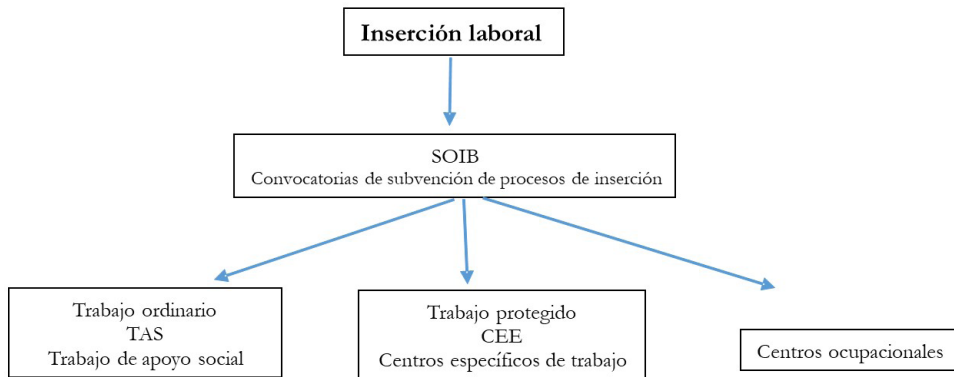 Inserción laboral
SOIB
Convocatorias de subvención de procesos de inserción
Trabajo ordinario
TAS
Trabajo de apoyo social
Trabajo protegido
CEE
Centros específicos de trabajo
Centros ocupacionales